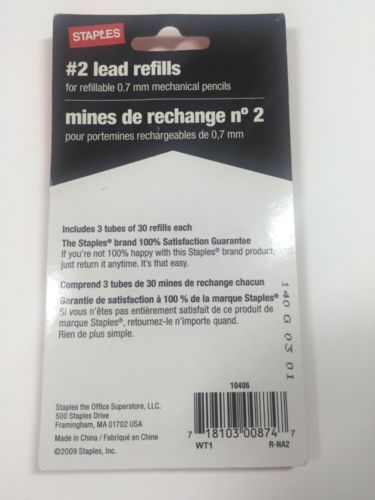 STAPLES
#2 lead refills
for refillable 0.7 mm mechanical pencils
mines de rechange nº 2
pour portemines rechargeables de 0,7 mm
Includes 3 tubes of 30 refills each
The Staples® brand 100% Satisfaction Guarantee
If you're not 100% happy with this Staples® brand product,
just return it anytime. It's that easy.
Comprend 3 tubes de 30 mines de rechange chacun
Garantie de satisfaction à 100 % de la marque Staples®
Si vous n'êtes pas entièrement satisfait de ce produit de
marque Staples®, retournez-le n'importe quand.
Rien de plus simple.
140 G 03 01
10406
Staples the Office Superstore, LLC.
500 Staples Drive
Framingham, MA 01702 USA
Made in China / Fabriqué en Chine
©2009 Staples, Inc.
7 18103 00874 7
WT1 R-NA2